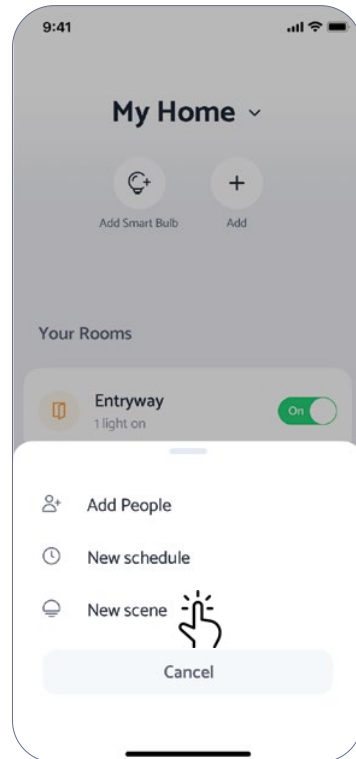 9:41
My Home
Add Smart Bulb Add
Your Rooms
Entryway
On
1 light on
Add People
New schedule
New scene
Cancel